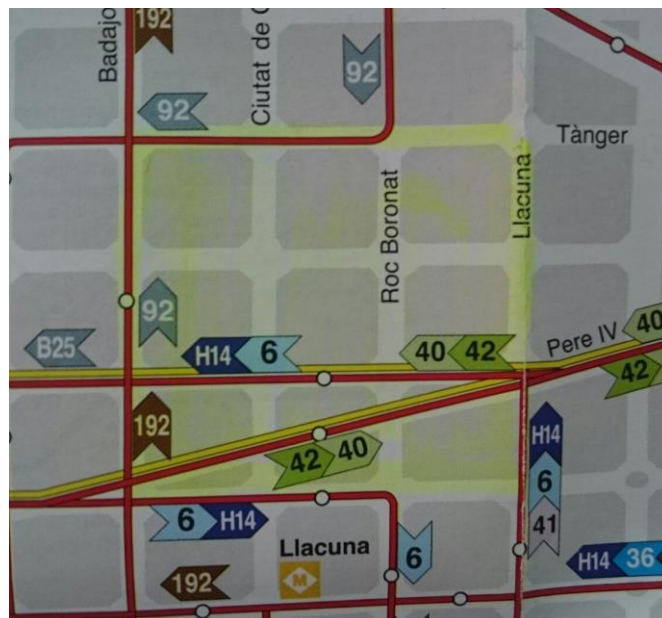 192
Badajo
92
Ciutat de C
92
Tànger
Roc Boronat
Llacuna
92
B25
H14 6
40 42
Pere IV
40
42
192
42 40
H14
6
41
6 H14
Llacuna
M
6
192
H14 36